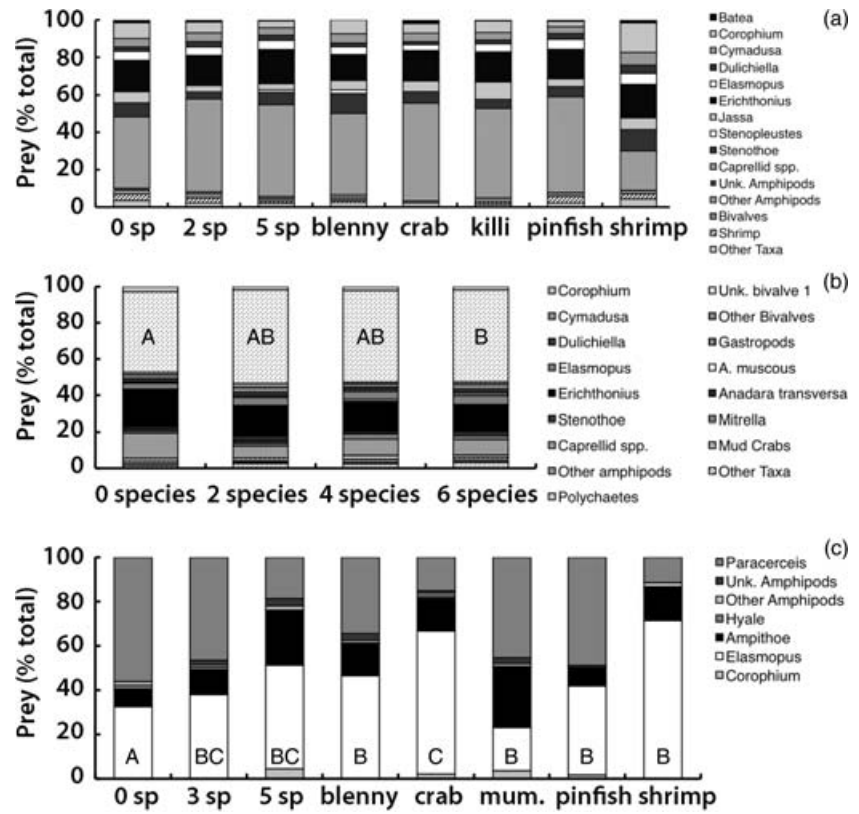 (a)
Prey (% total)
100
80
60
40
20
0
0 sp 2 sp 5 sp blenny crab killi pinfish shrimp
Batea
Corophium
Cymadusa
Dulichiella
Elasmopus
Erichthonius
Jassa
Stenopleustes
Stenothoe
Caprellid spp.
Unk. Amphipods
Other Amphipods
Bivalves
Shrimp
Other Taxa
(b)
Prey (% total)
100
80
60
40
20
0
A AB AB B
0 species 2 species 4 species 6 species
Corophium Unk. bivalve 1
Cymadusa Other Bivalves
Dulichiella Gastropods
Elasmopus A. muscous
Erichthonius Anadara transversa
Stenothoe Mitrella
Caprellid spp. Mud Crabs
Other amphipods Other Taxa
Polychaetes
(c)
Prey (% total)
100
80
60
40
20
0
A BC BC B C B B B
0 sp 3 sp 5 sp blenny crab mum. pinfish shrimp
Paracerceis
Unk. Amphipods
Other Amphipods
Hyale
Ampithoe
Elasmopus
Corophium